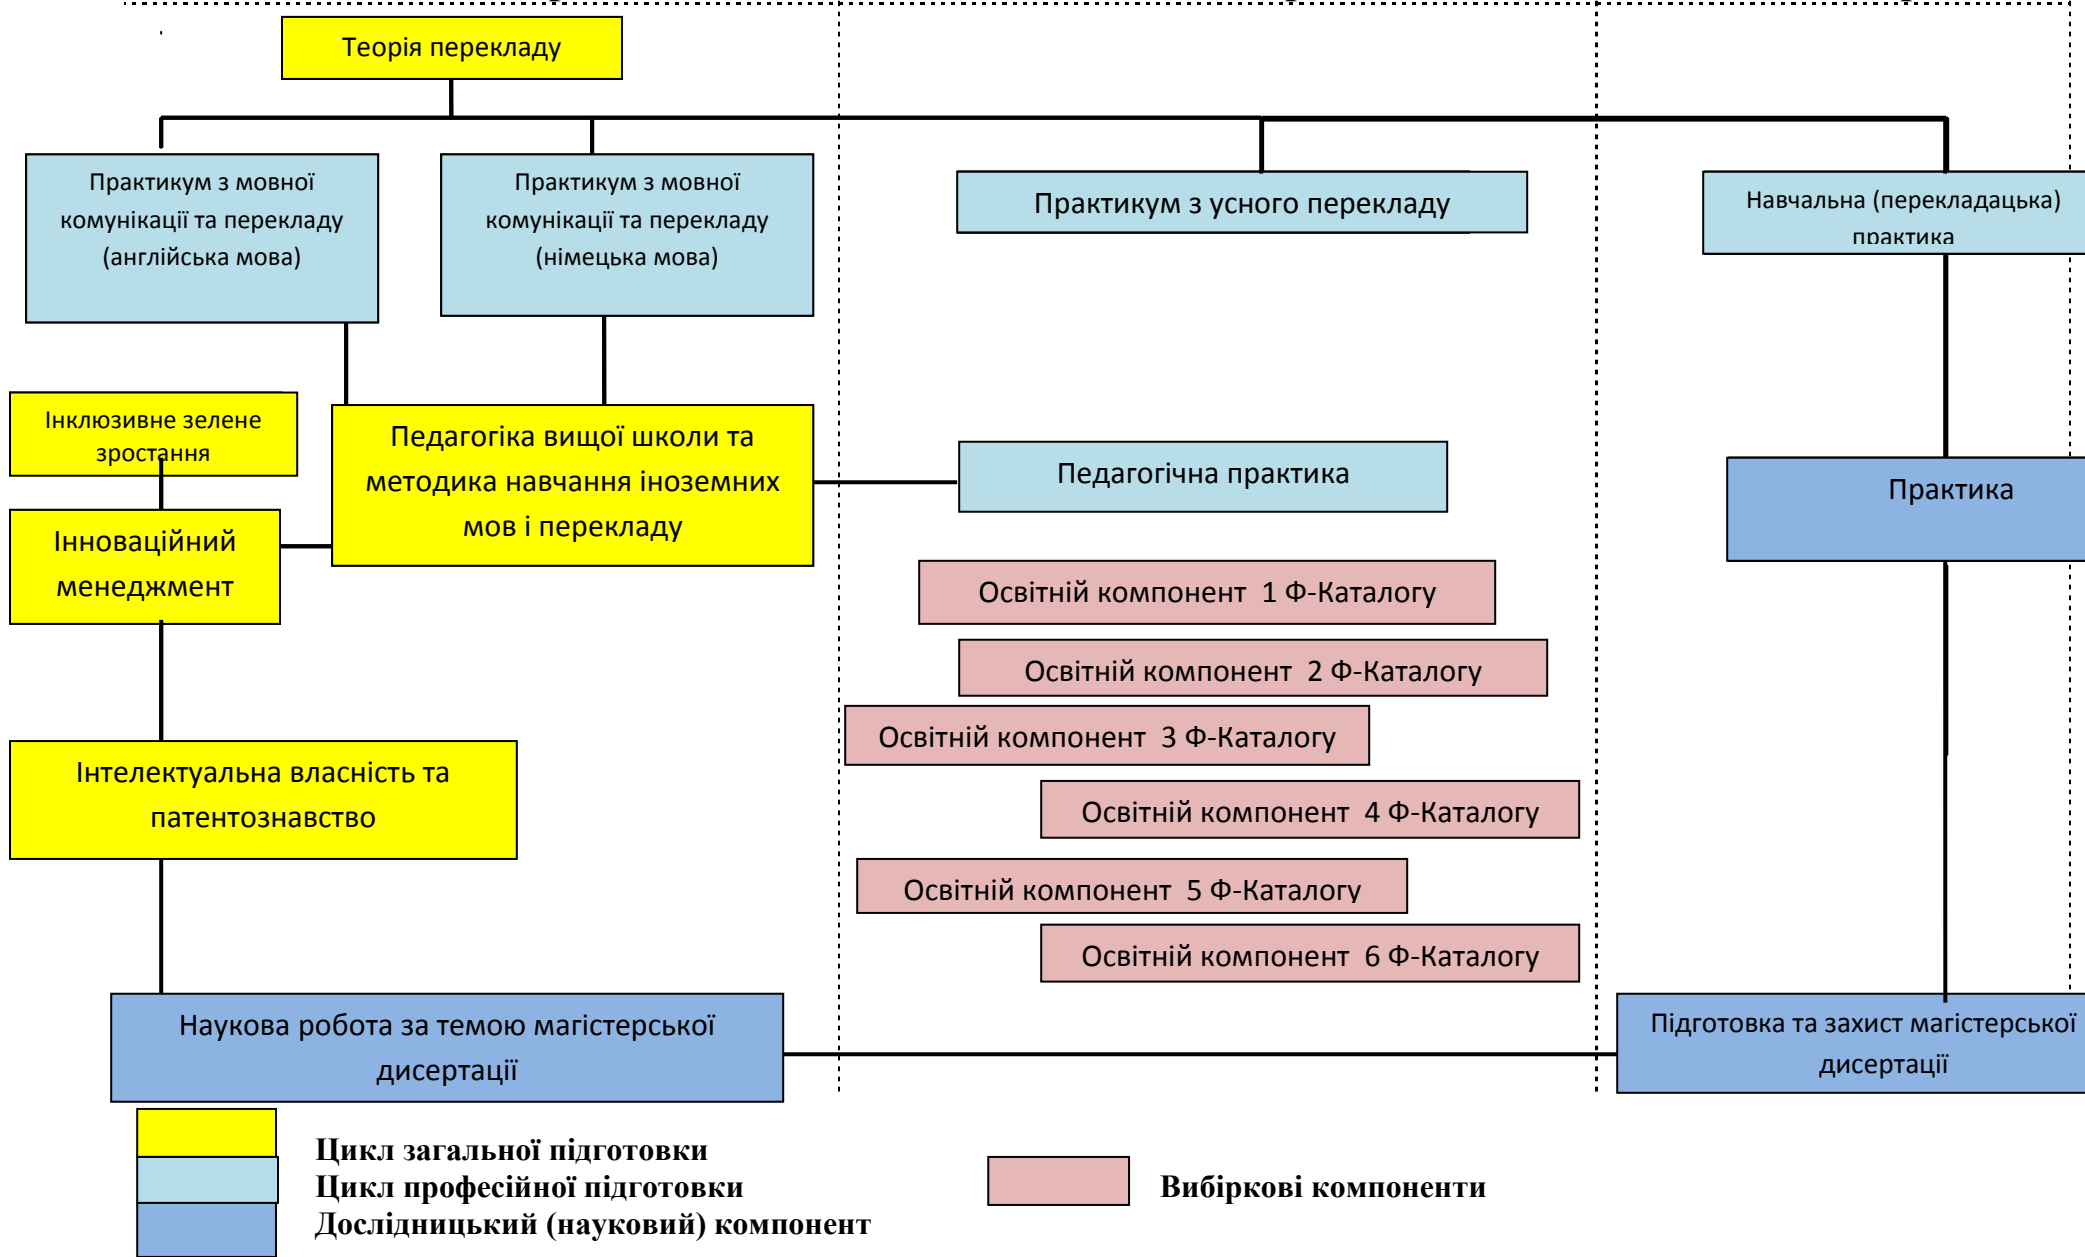 Теорія перекладу
Практикум з мовної
комунікації та перекладу
(англійська мова)
Практикум з мовної
комунікації та перекладу
(німецька мова)
Практикум з усного перекладу
Навчальна (перекладацька)
практика
Інклюзивне зелене
зростання
Педагогіка вищої школи та
методика навчання іноземних
мов і перекладу
Педагогічна практика
Практика
Інноваційний
менеджмент
Освітній компонент 1 Ф-Каталогу
Освітній компонент 2 Ф-Каталогу
Освітній компонент 3 Ф-Каталогу
Інтелектуальна власність та
патентознавство
Освітній компонент 4 Ф-Каталогу
Освітній компонент 5 Ф-Каталогу
Освітній компонент 6 Ф-Каталогу
Наукова робота за темою магістерської
дисертації
Підготовка та захист магістерської
дисертації
Цикл загальної підготовки
Цикл професійної підготовки
Дослідницький (науковий) компонент
Вибіркові компоненти